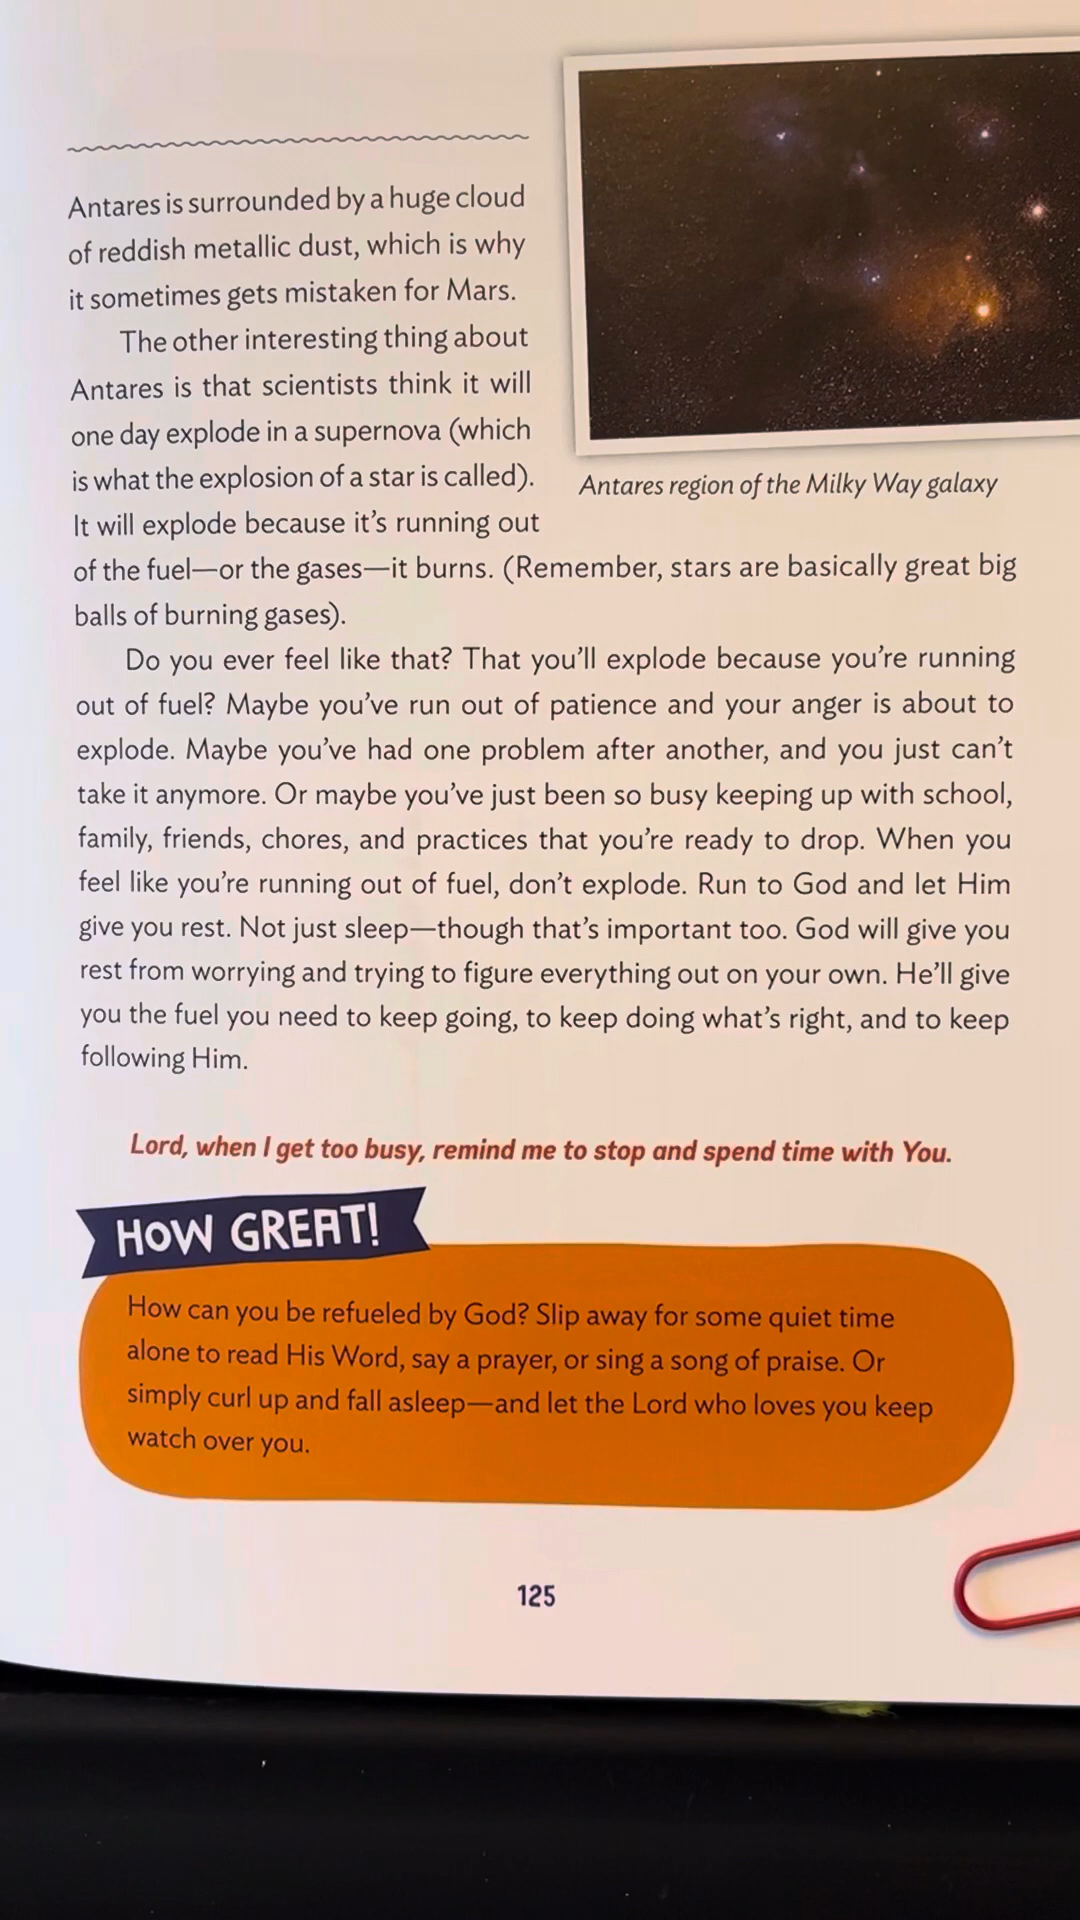 Antares is surrounded by a huge cloud
of reddish metallic dust, which is why
it sometimes gets mistaken for Mars.
The other interesting thing about
Antares is that scientists think it will
one day explode in a supernova (which
is what the explosion of a star is called).
It will explode because it's running out
of the fuel—or the gases—it burns. (Remember, stars are basically great big
balls of burning gases).
Antares region of the Milky Way galaxy
Do you ever feel like that? That you'll explode because you're running
out of fuel? Maybe you've run out of patience and your anger is about to
explode. Maybe you've had one problem after another, and you just can't
take it anymore. Or maybe you've just been so busy keeping up with school,
family, friends, chores, and practices that you're ready to drop. When you
feel like you're running out of fuel, don't explode. Run to God and let Him
give you rest. Not just sleep—though that's important too. God will give you
rest from worrying and trying to figure everything out on your own. He'll give
you the fuel you need to keep going, to keep doing what's right, and to keep
following Him.
Lord, when I get too busy, remind me to stop and spend time with You.
HOW GREAT!
How can you be refueled by God? Slip away for some quiet time
alone to read His Word, say a prayer, or sing a song of praise. Or
simply curl up and fall asleep—and let the Lord who loves you keep
watch over you.
125